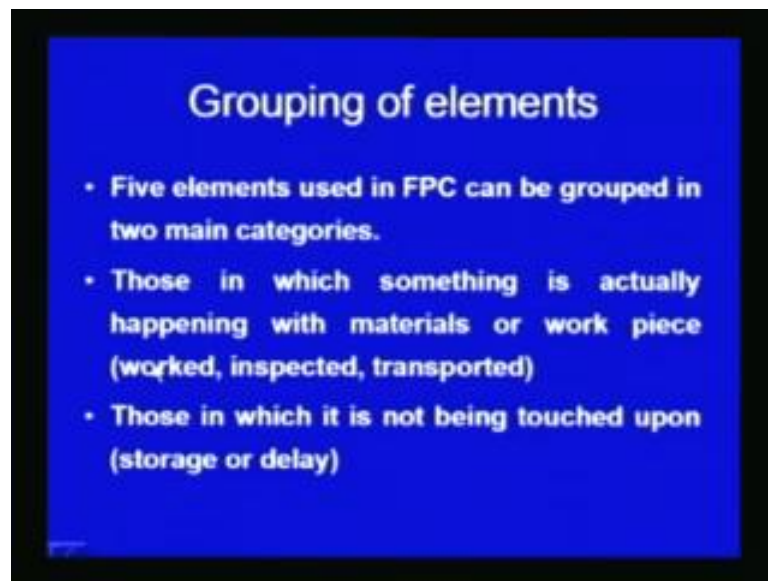 Grouping of elements
• Five elements used in FPC can be grouped in
two main categories.
• Those in which something is actually
happening with materials or work piece
(worked, inspected, transported)
• Those in which it is not being touched upon
(storage or delay)